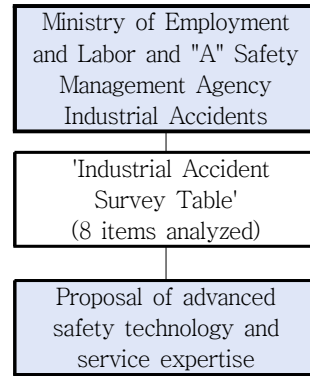 Ministry of Employment
and Labor and "A" Safety
Management Agency
Industrial Accidents
'Industrial Accident
Survey Table'
(8 items analyzed)
Proposal of advanced
safety technology and
service expertise